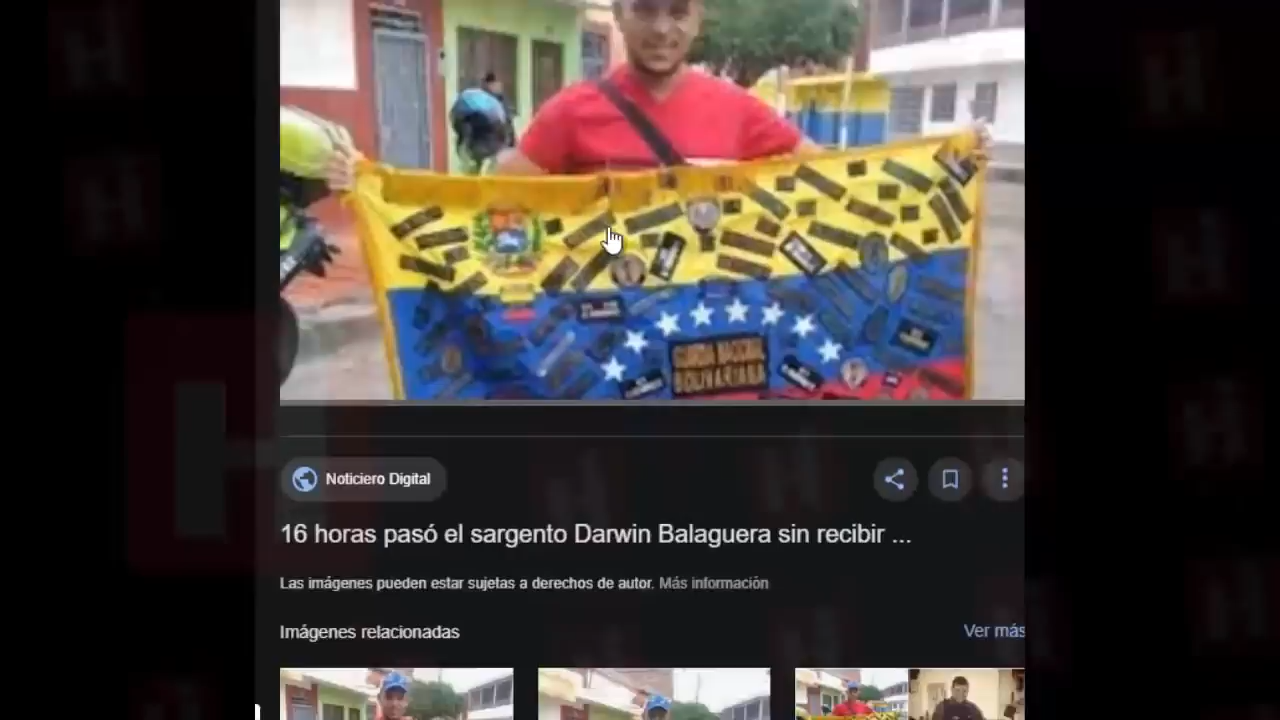 GUARDIA NACIONAL
BOLIVARIANA
Noticiero Digital
16 horas pasó el sargento Darwin Balaguera sin recibir ...
Las imágenes pueden estar sujetas a derechos de autor. Más información
Imágenes relacionadas
Ver más